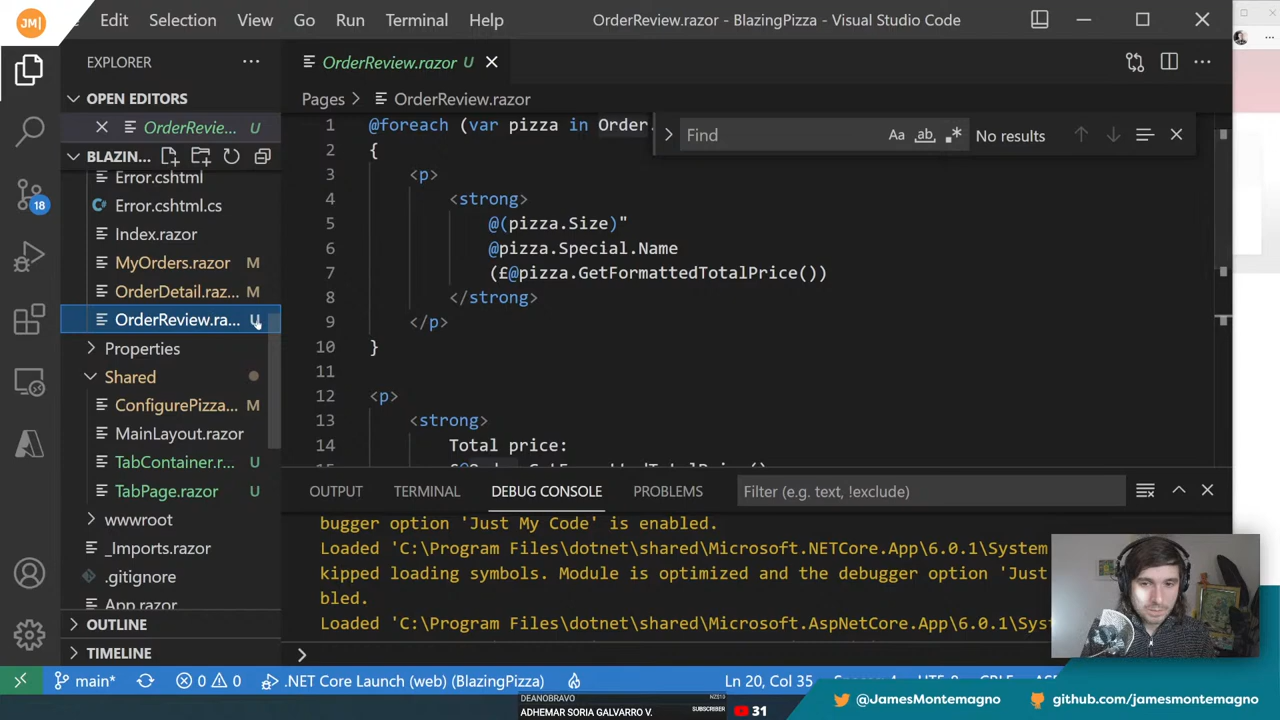 JM|
Edit Selection View Go Run Terminal Help OrderReview.razor - BlazingPizza - Visual Studio Code
EXPLORER
OPEN EDITORS
OrderRevie... U
BLAZIN...
Error.cshtml
Error.cshtml.cs
Index.razor
MyOrders.razor M
OrderDetail.raz... M
OrderReview.ra... U
Properties
Shared
ConfigurePizza... M
MainLayout.razor
TabContainer.r... U
TabPage.razor U
wwwroot
_Imports.razor
.gitignore
App.razor
OUTLINE
TIMELINE
18
OrderReview.razor U
Pages > OrderReview.razor
Find Aa ab, No results
1 @foreach (var pizza in Order.
2 {
3 <p>
4 <strong>
5 @(pizza.Size)"
6 @pizza.Special.Name
7 (£@pizza.GetFormattedTotalPrice())
8 </strong>
9 </p>
10 }
11
12 <p>
13 <strong>
14 Total price:
15 £@Order.GetFormattedTotalPrice()
OUTPUT TERMINAL DEBUG CONSOLE PROBLEMS Filter (e.g. text, !exclude)
bugger option 'Just My Code' is enabled.
Loaded 'C:\Program Files\dotnet\shared\Microsoft.NETCore.App\6.0.1\System
kipped loading symbols. Module is optimized and the debugger option 'Just
bled.
Loaded 'C:\Program Files\dotnet\shared\Microsoft.AspNetCore.App\6.0.1\Sys
main* 0 0 .NET Core Launch (web) (BlazingPizza) Ln 20, Col 35
DEANOBRAVO NZ$10
ADHEMAR SORIA GALVARRO V. SUBSCRIBER
31
@JamesMontemagno
github.com/jamesmontemagno